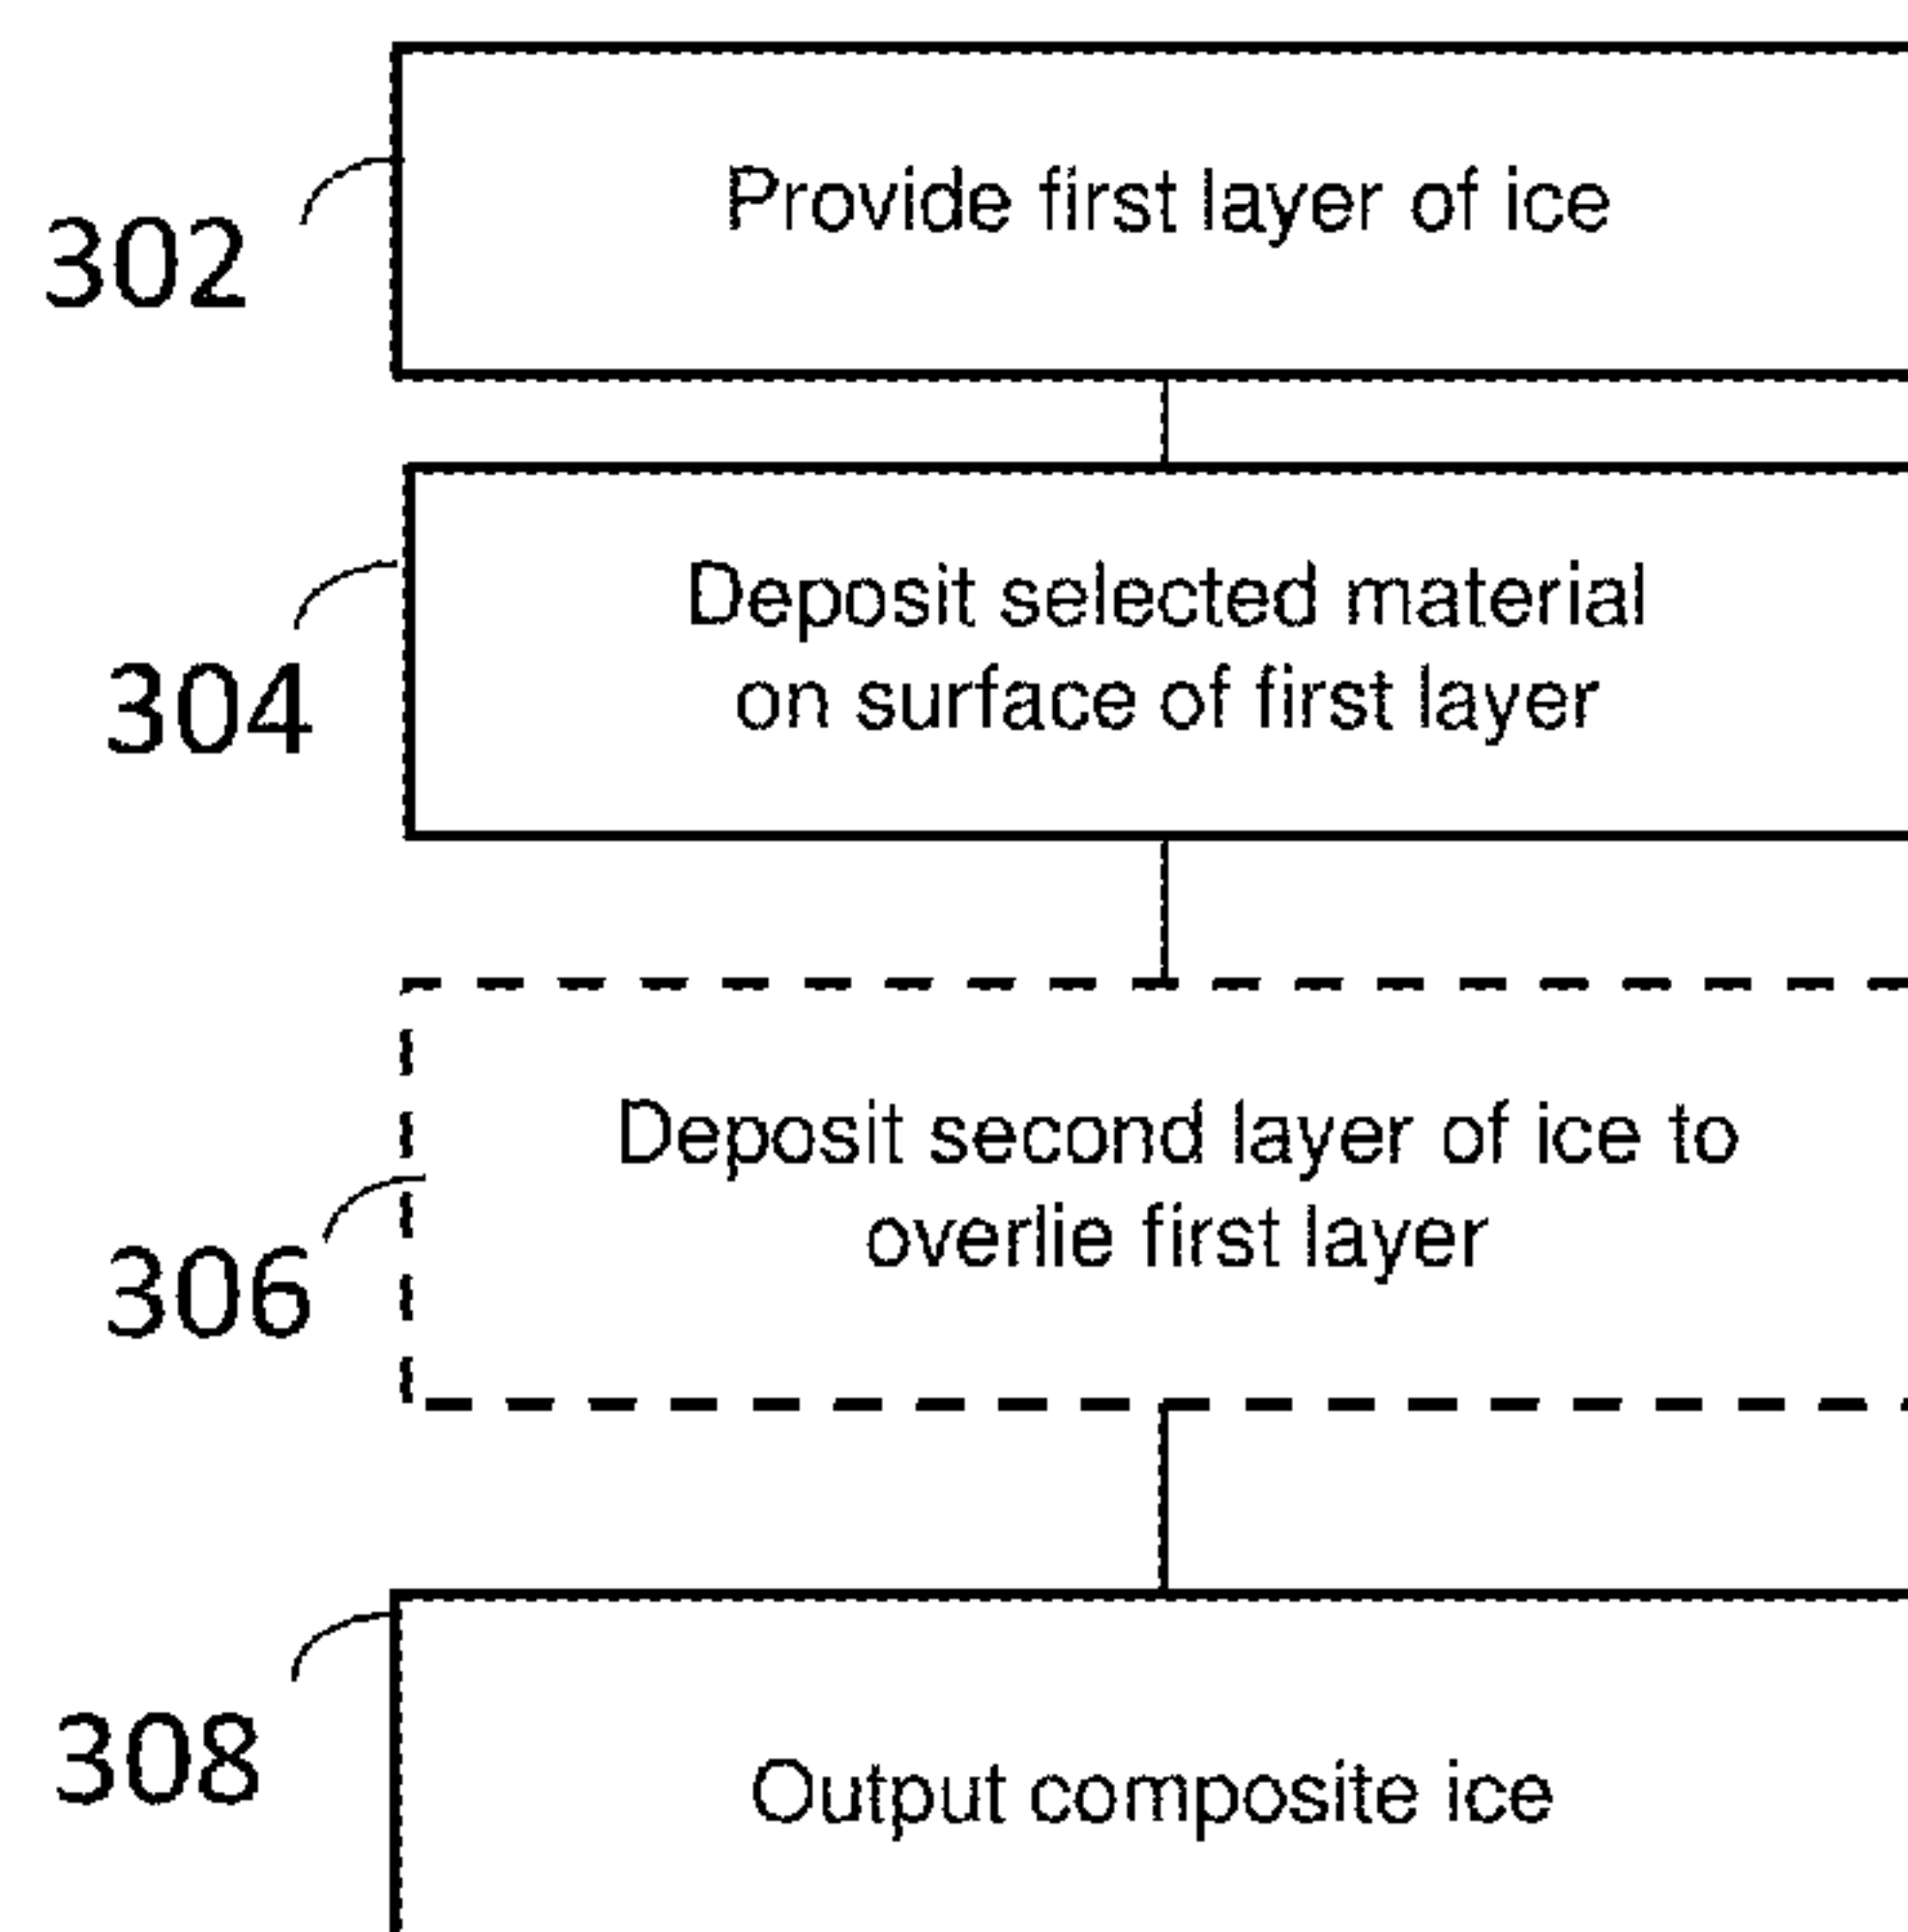 302
Provide first layer of ice
304
Deposit selected material
on surface of first layer
306
Deposit second layer of ice to
overlie first layer
308
Output composite ice